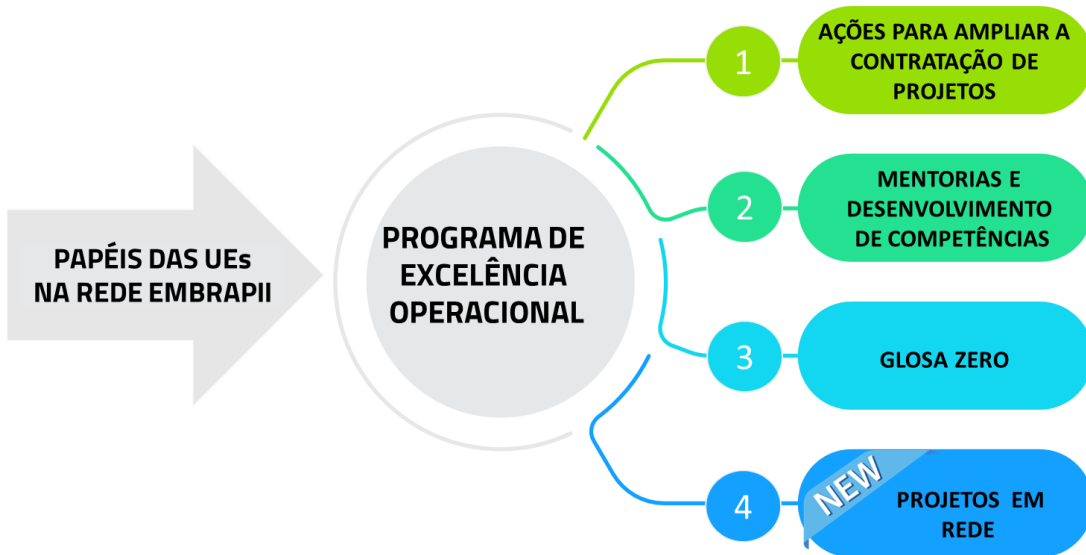 PAPÉIS DAS UEs
NA REDE EMBRAPII
PROGRAMA DE
EXCELÊNCIA
OPERACIONAL
1
AÇÕES PARA AMPLIAR A
CONTRATAÇÃO DE
PROJETOS
2
MENTORIAS E
DESENVOLVIMENTO
DE COMPETÊNCIAS
3
GLOSA ZERO
4
NEW
PROJETOS EM
REDE